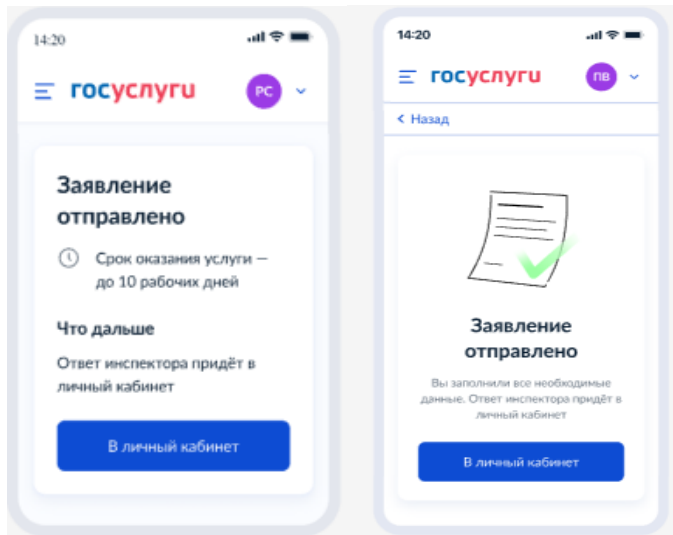 14:20
госуслуги
РС
Заявление
отправлено
Срок оказания услуги —
до 10 рабочих дней
Что дальше
Ответ инспектора придёт в
личный кабинет
В личный кабинет
14:20
госуслуги
ПВ
Назад
Заявление
отправлено
Вы заполнили все необходимые
данные. Ответ инспектора придёт в
личный кабинет
В личный кабинет